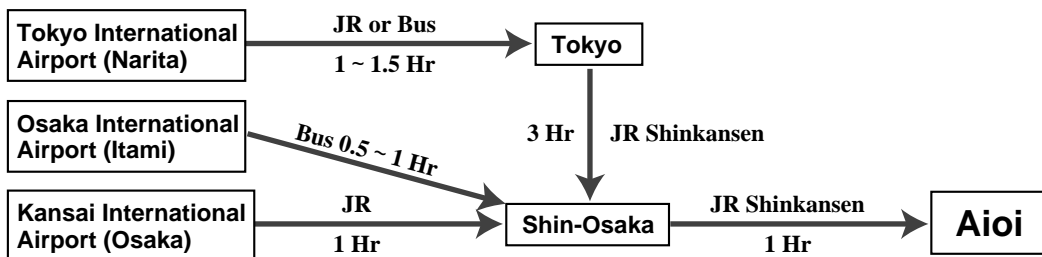 Tokyo International
Airport (Narita)
JR or Bus
1 ~ 1.5 Hr
Tokyo
3 Hr
JR Shinkansen
Osaka International
Airport (Itami)
Bus 0.5 ~ 1 Hr
Kansai International
Airport (Osaka)
JR
1 Hr
Shin-Osaka
JR Shinkansen
1 Hr
Aioi